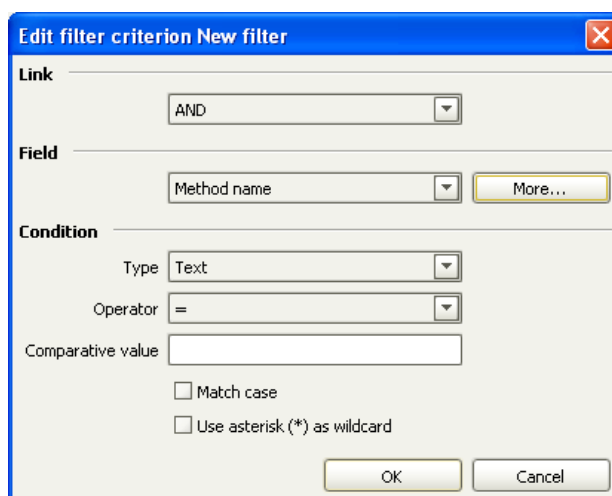 Edit filter criterion New filter
Link
AND
Field
Method name More...
Condition
Type Text
Operator =
Comparative value
Match case
Use asterisk (*) as wildcard
OK Cancel